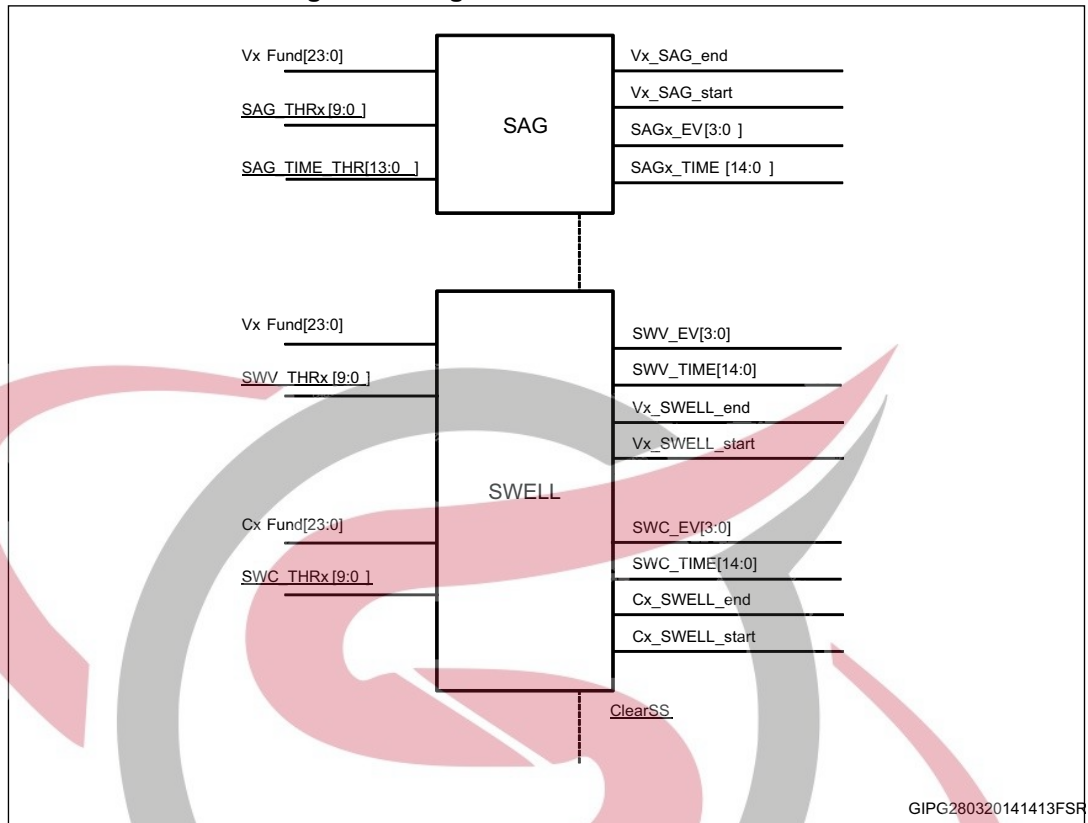 Vx Fund[23:0]
SAG_THRx [9:0 ]
SAG_TIME_THR[13:0 ]
SAG
Vx_SAG_end
Vx_SAG_start
SAGx_EV[3:0 ]
SAGx_TIME [14:0 ]
Vx Fund[23:0]
SWV_THRx [9:0 ]
Cx Fund[23:0]
SWC_THRx [9:0 ]
SWELL
SWV_EV[3:0]
SWV_TIME[14:0]
Vx_SWELL_end
Vx_SWELL_start
SWC_EV[3:0]
SWC_TIME[14:0]
Cx_SWELL_end
Cx_SWELL_start
ClearSS
GIPG280320141413FSR